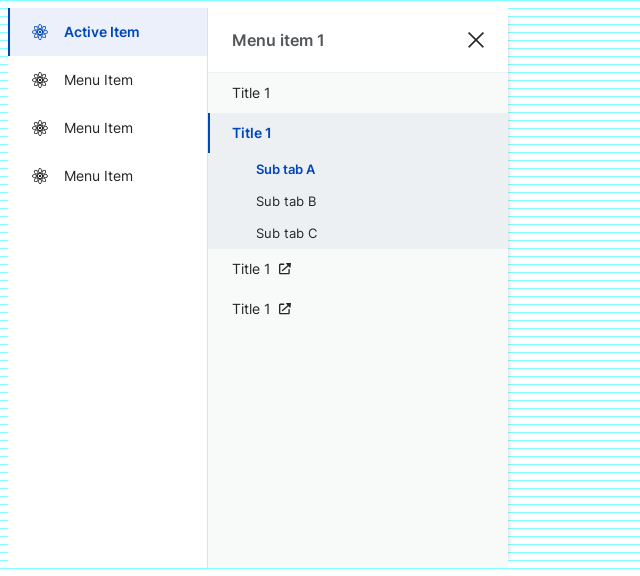 Active Item
Menu Item
Menu Item
Menu Item
Menu item 1
Title 1
Title 1
Sub tab A
Sub tab B
Sub tab C
Title 1
Title 1